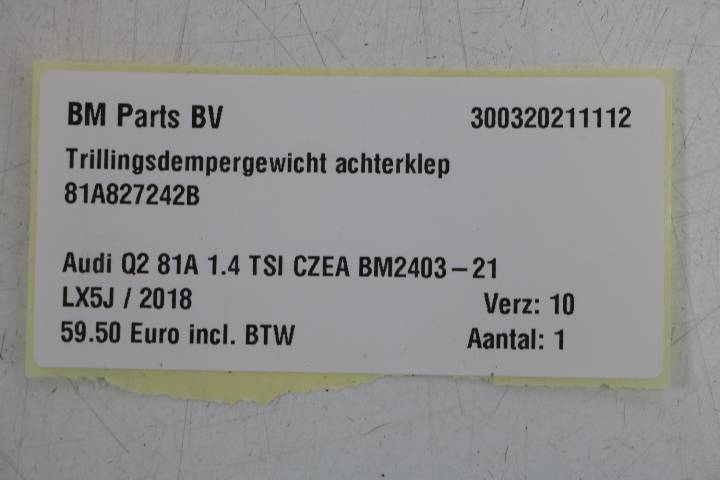 BM Parts BV 300320211112
Trillingsdempergewicht achterklep
81A827242B
Audi Q2 81A 1.4 TSI CZEA BM2403-21
LX5J / 2018 Verz: 10
59.50 Euro incl. BTW Aantal: 1